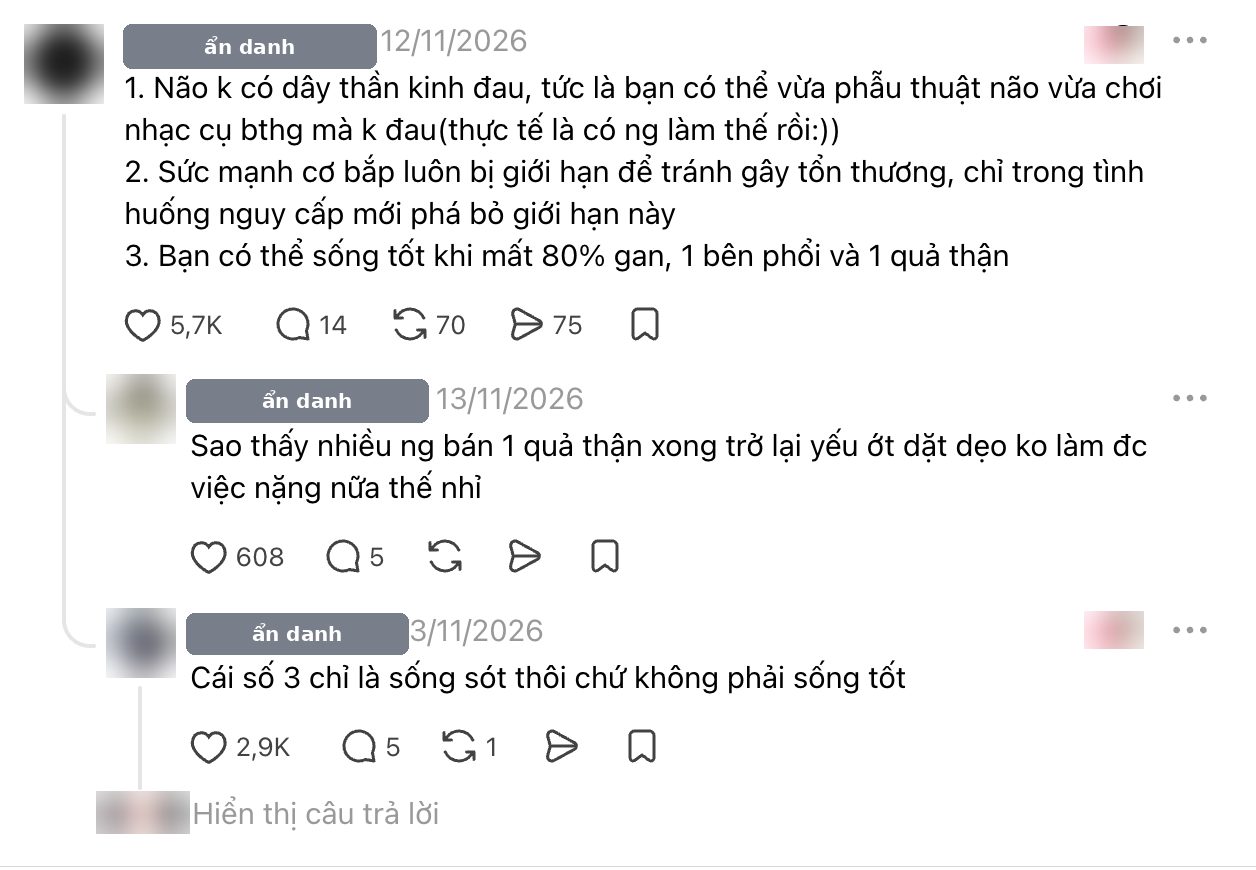 ẩn danh 12/11/2026
1. Não k có dây thần kinh đau, tức là bạn có thể vừa phẫu thuật não vừa chơi
nhạc cụ bthg mà k đau(thực tế là có ng làm thế rồi:))
2. Sức mạnh cơ bắp luôn bị giới hạn để tránh gây tổn thương, chỉ trong tình
huống nguy cấp mới phá bỏ giới hạn này
3. Bạn có thể sống tốt khi mất 80% gan, 1 bên phổi và 1 quả thận
5,7K 14 70 75
ẩn danh 13/11/2026
Sao thấy nhiều ng bán 1 quả thận xong trở lại yếu ớt dặt dẹo ko làm đc
việc nặng nữa thế nhỉ
608 5
ẩn danh 3/11/2026
Cái số 3 chỉ là sống sót thôi chứ không phải sống tốt
2,9K 5 1
Hiển thị câu trả lời